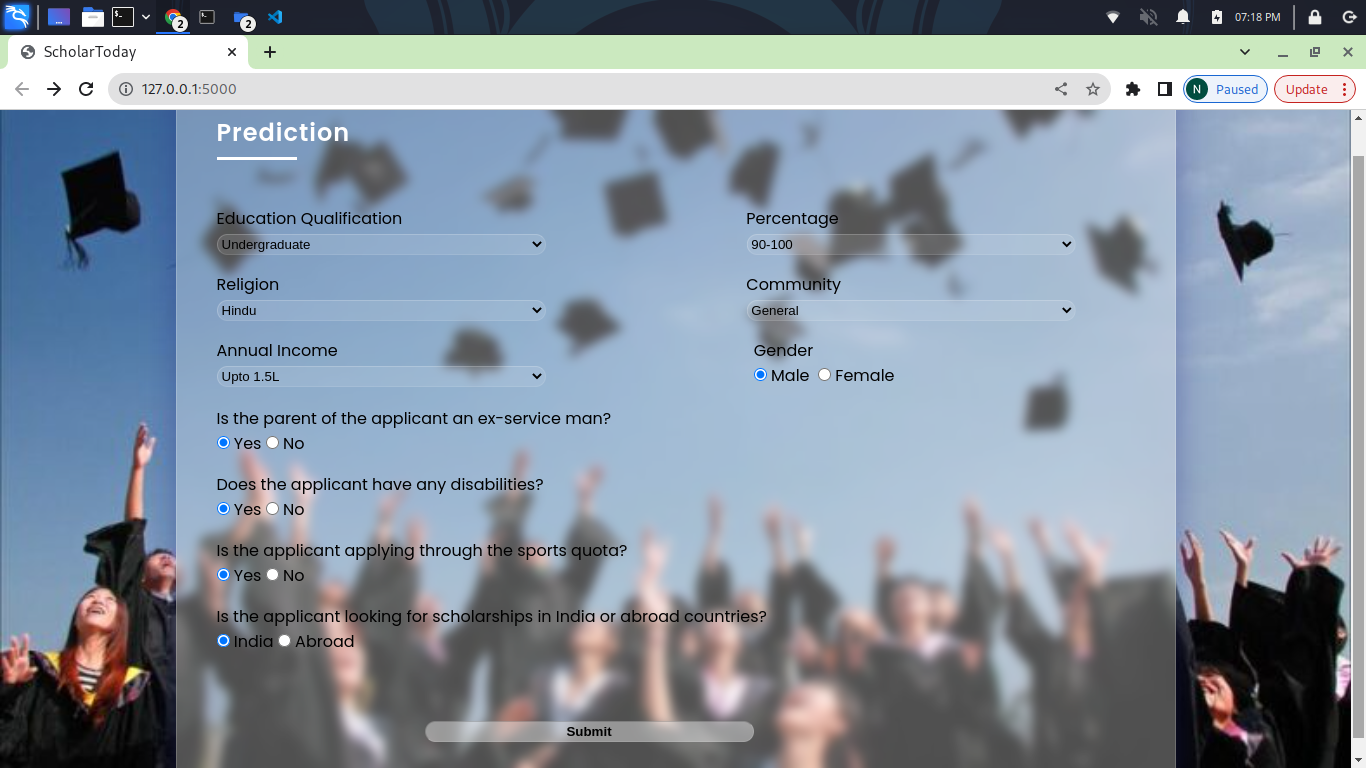 2
2
07:18 PM
ScholarToday
127.0.0.1:5000
N Paused
Update
Prediction
Education Qualification Percentage
Undergraduate 90-100
Religion Community
Hindu General
Annual Income Gender
Upto 1.5L Male Female
Is the parent of the applicant an ex-service man?
Yes No
Does the applicant have any disabilities?
Yes No
Is the applicant applying through the sports quota?
Yes No
Is the applicant looking for scholarships in India or abroad countries?
India Abroad
Submit